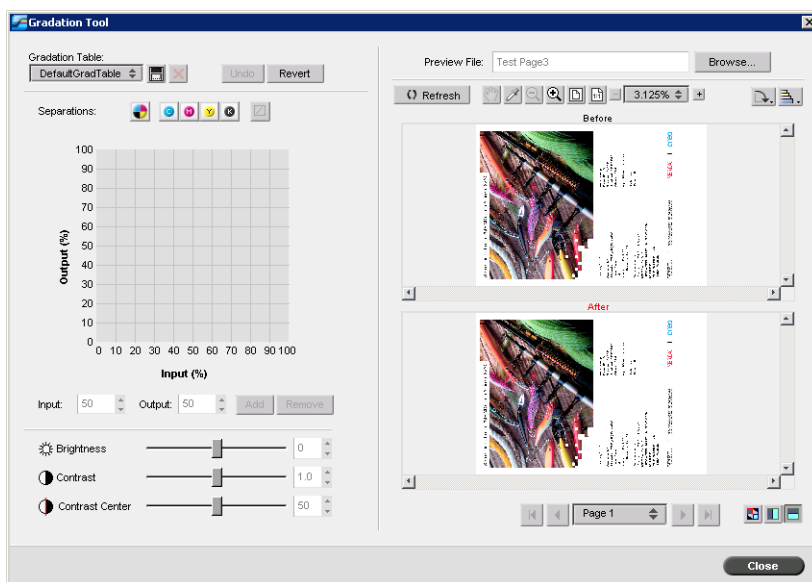 Gradation Tool
Gradation Table:
DefaultGradTable
Undo
Revert
Separations:
C
M
Y
K
100
90
80
70
60
50
40
30
20
10
0
Output (%)
0 10 20 30 40 50 60 70 80 90 100
Input (%)
Input: 50 Output: 50 Add Remove
Brightness 0
Contrast 1.0
Contrast Center 50
Preview File: Test Page3 Browse...
Refresh 1:1 3.125%
Before
After
Page 1
Close